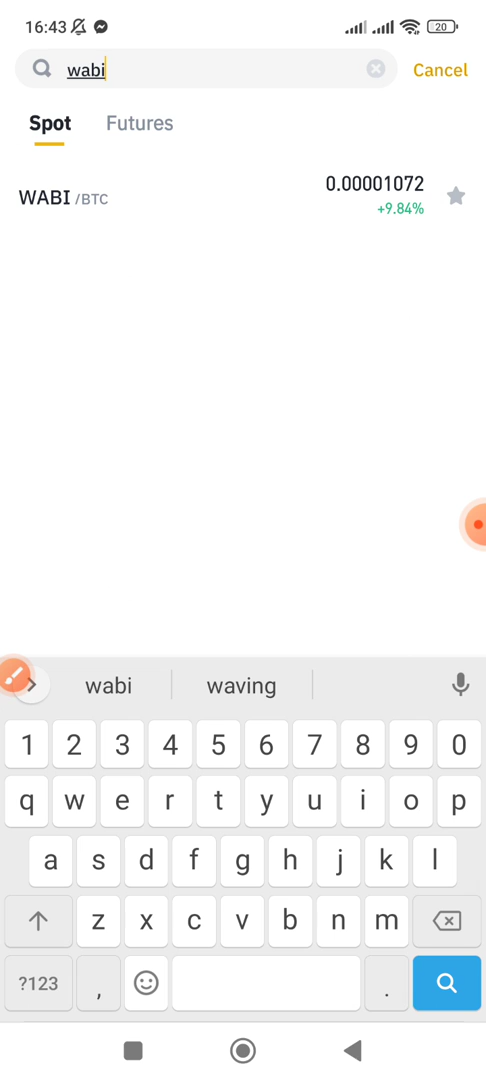 16:43 20
wabi Cancel
Spot Futures
WABI /BTC 0.00001072
+9.84%
wabi waving
1 2 3 4 5 6 7 8 9 0
q w e r t y u i o p
a s d f g h j k l
z x c v b n m
?123 , .